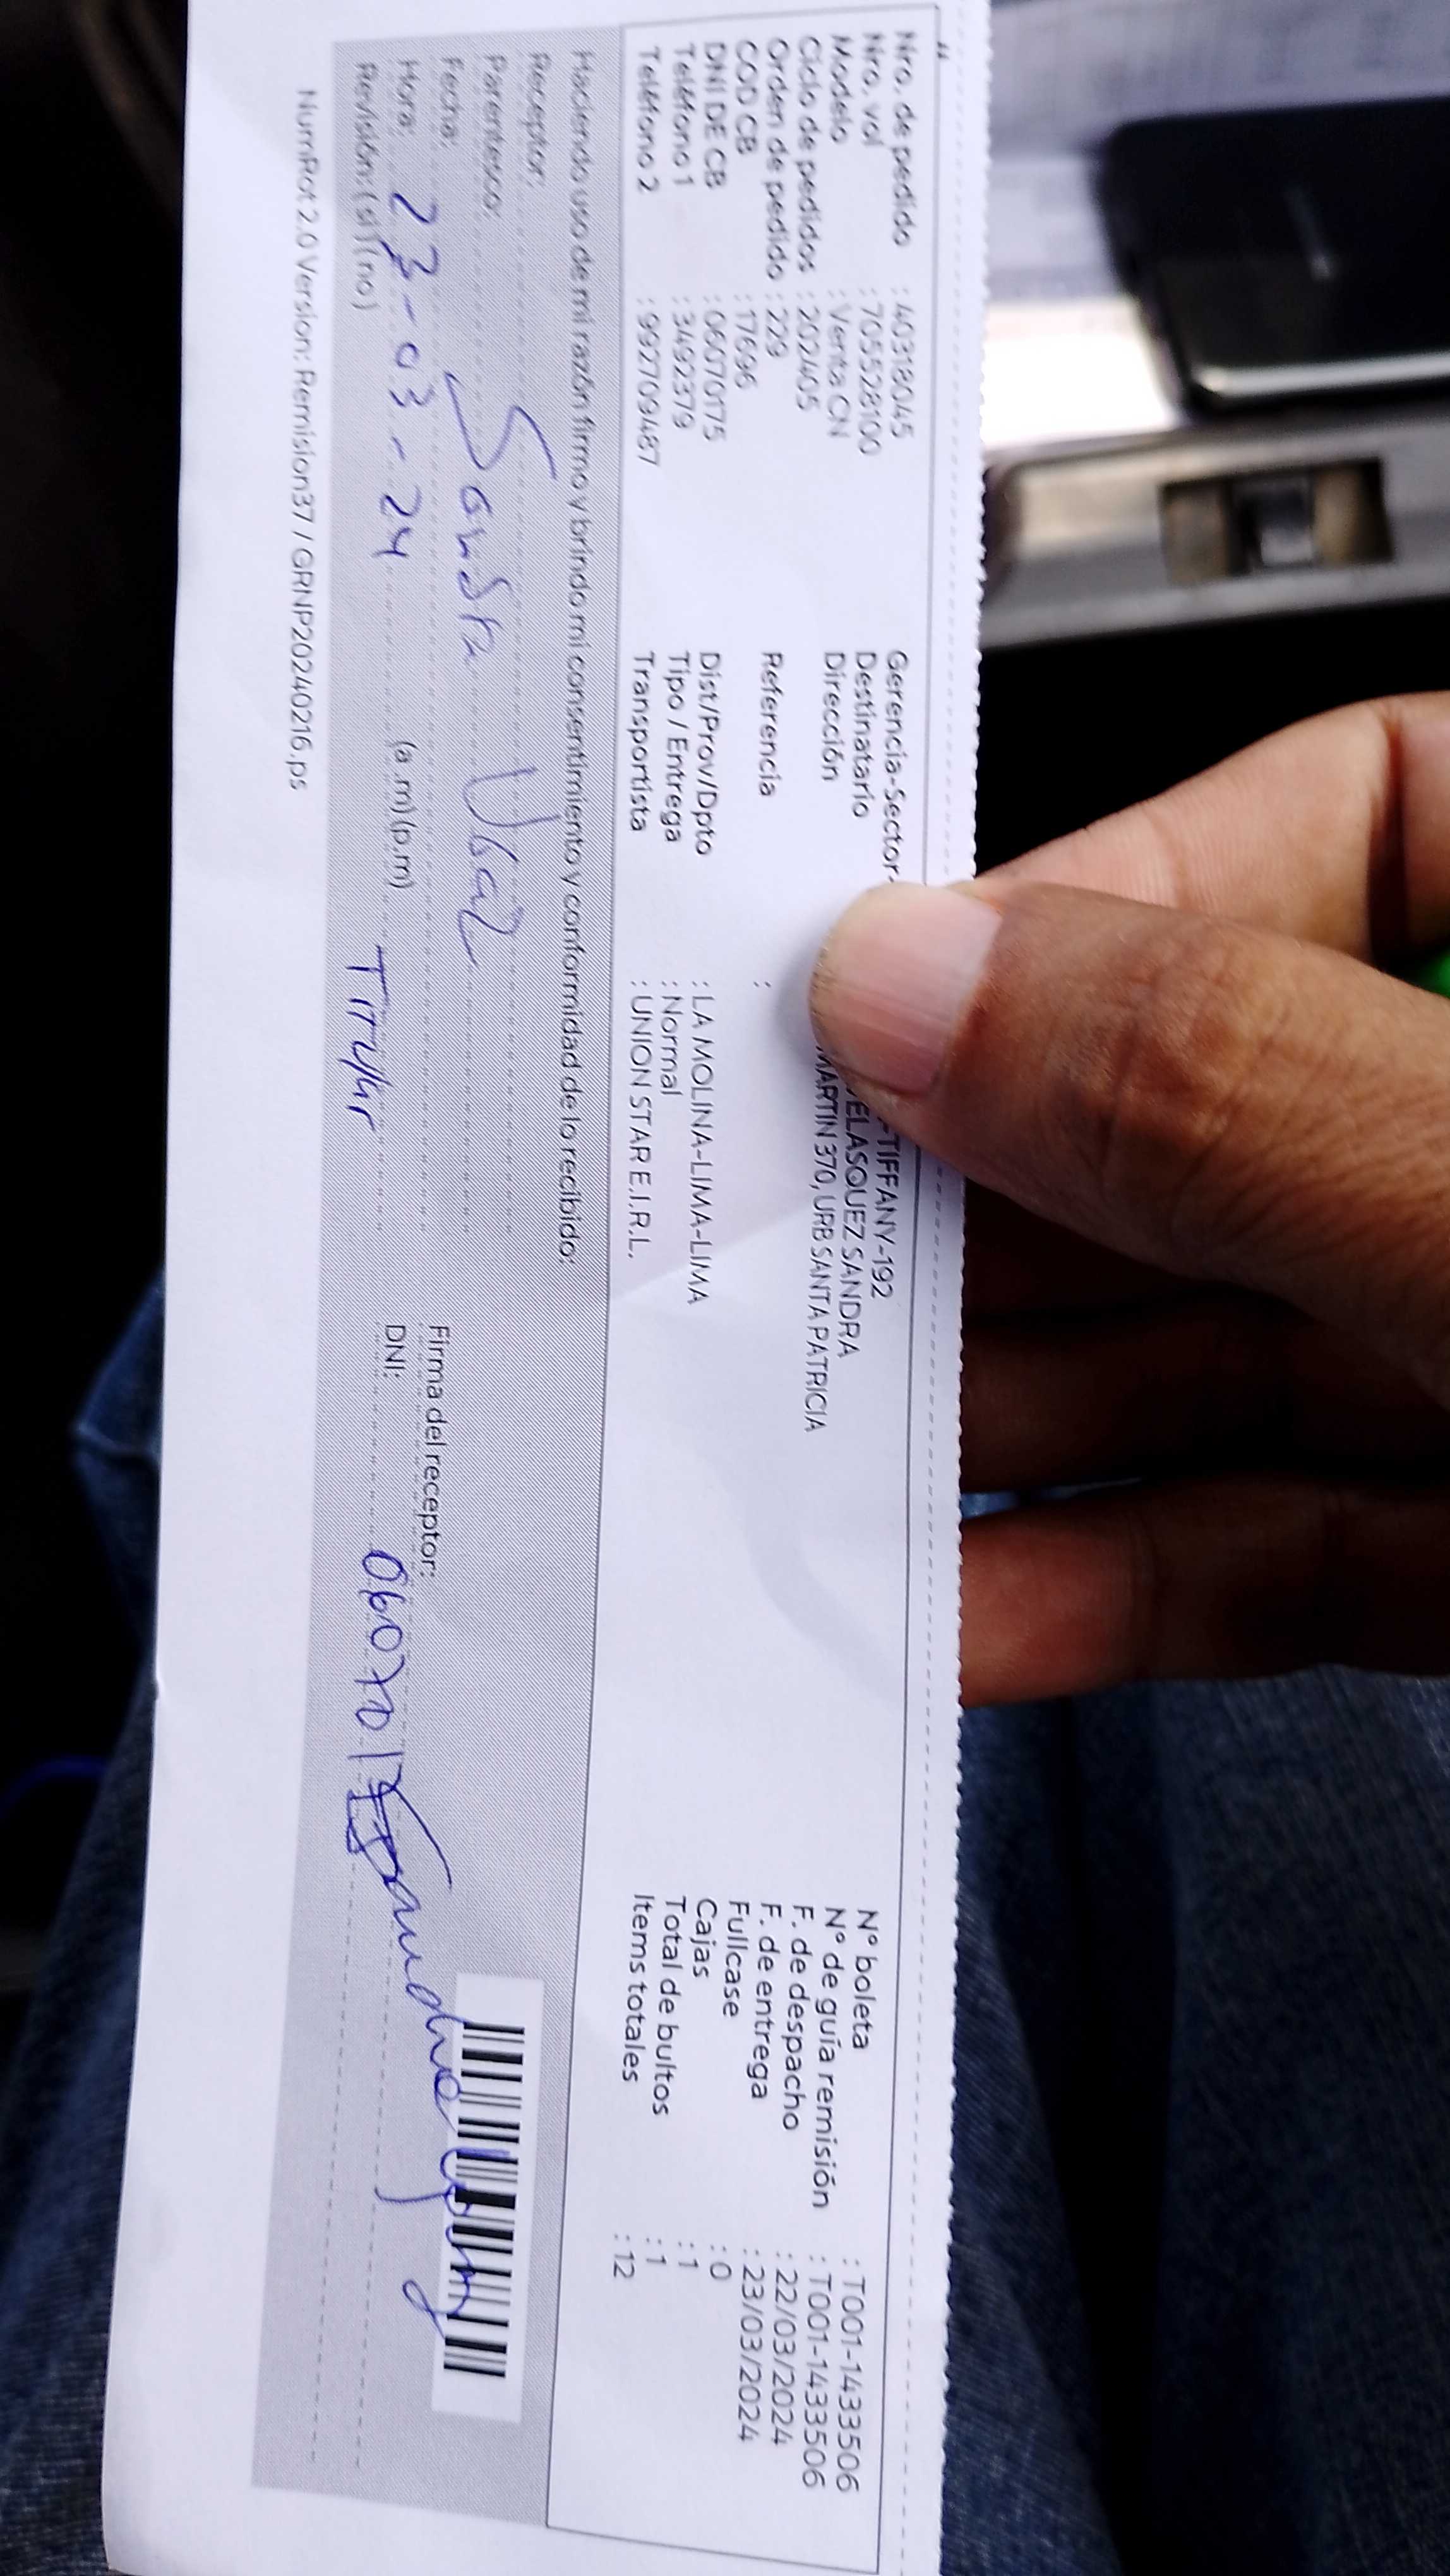 Nro. de pedido : 40318045
Nro. vol : 705528100
Modelo : Venta CN
Ciclo de pedidos : 202405
Orden de pedido : 229
COD CB : 17696
DNI DE CB : 06070175
Teléfono 1 : 3492379
Teléfono 2 : 992709487
Gerencia-Sector- -TIFFANY-192
Destinatario VELASQUEZ SANDRA
Dirección MARTIN 370, URB SANTA PATRICIA
Referencia :
Dist/Prov/Dpto : LA MOLINA-LIMA-LIMA
Tipo / Entrega : Normal
Transportista : UNION STAR E.I.R.L.
N° boleta : T001-1433506
N° de guía remisión : T001-1433506
F. de despacho : 22/03/2024
F. de entrega : 23/03/2024
Fullcase : 0
Cajas : 1
Total de bultos : 1
Items totales : 12
Haciendo uso de mi razón firmo y brindo mi consentimiento y conformidad de lo recibido:
Receptor: Sandra
Parentesco:
Fecha:
Hora: 23-03-24 (a.m)(p.m) Titular
Revisión: (si) (no)
Firma del receptor:
DNI: 06070175
NumRot 2.0 Version: Remision37 / GRNP20240216.ps